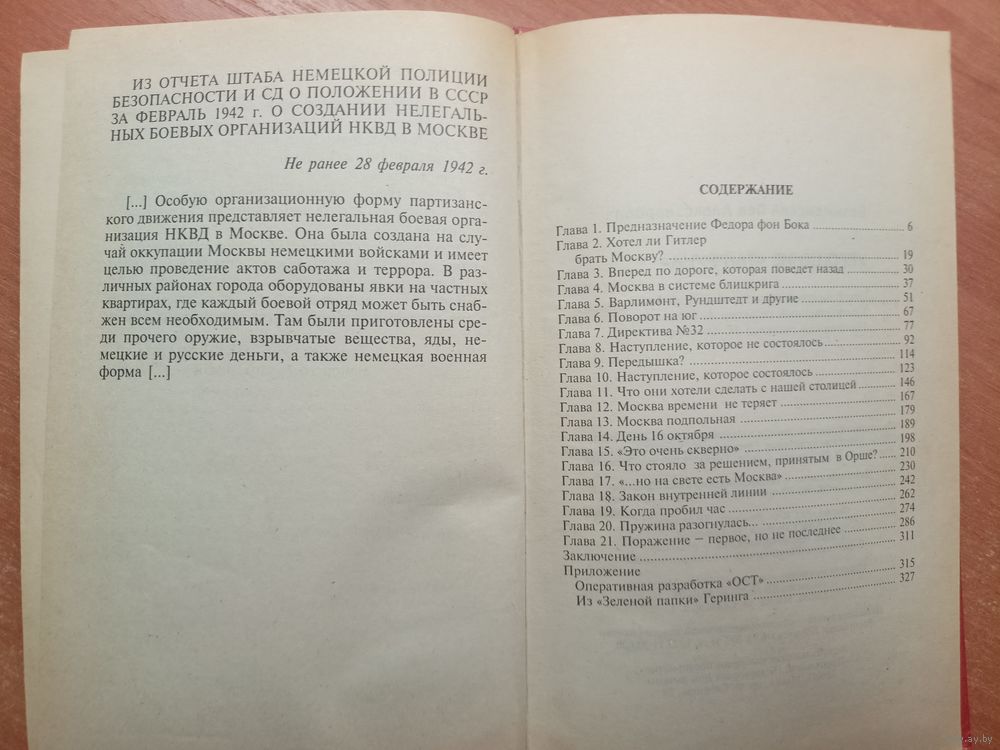 ИЗ ОТЧЕТА ШТАБА НЕМЕЦКОЙ ПОЛИЦИИ
БЕЗОПАСНОСТИ И СД О ПОЛОЖЕНИИ В СССР
ЗА ФЕВРАЛЬ 1942 г. О СОЗДАНИИ НЕЛЕГАЛЬ-
НЫХ БОЕВЫХ ОРГАНИЗАЦИЙ НКВД В МОСКВЕ
Не ранее 28 февраля 1942 г.
[...] Особую организационную форму партизан-
ского движения представляет нелегальная боевая орга-
низация НКВД в Москве. Она была создана на слу-
чай оккупации Москвы немецкими войсками и имеет
целью проведение актов саботажа и террора. В раз-
личных районах города оборудованы явки на частных
квартирах, где каждый боевой отряд может быть снаб-
жен всем необходимым. Там были приготовлены сре-
ди прочего оружие, взрывчатые вещества, яды, не-
мецкие и русские деньги, а также немецкая военная
форма [...]
СОДЕРЖАНИЕ
Глава 1. Предназначение Федора фон Бока ..... 6
Глава 2. Хотел ли Гитлер
брать Москву? ..... 19
Глава 3. Вперед по дороге, которая поведет назад ..... 30
Глава 4. Москва в системе блицкрига ..... 37
Глава 5. Варлимонт, Рундштедт и другие ..... 51
Глава 6. Поворот на юг ..... 67
Глава 7. Директива №32 ..... 77
Глава 8. Наступление, которое не состоялось ..... 92
Глава 9. Передышка? ..... 114
Глава 10. Наступление, которое состоялось ..... 123
Глава 11. Что они хотели сделать с нашей столицей ..... 146
Глава 12. Москва времени не теряет ..... 167
Глава 13. Москва подпольная ..... 179
Глава 14. День 16 октября ..... 189
Глава 15. «Это очень скверно» ..... 198
Глава 16. Что стояло за решением, принятым в Орше? ..... 210
Глава 17. «...но на свете есть Москва» ..... 230
Глава 18. Закон внутренней линии ..... 242
Глава 19. Когда пробил час ..... 262
Глава 20. Пружина разогнулась... ..... 274
Глава 21. Поражение – первое, но не последнее ..... 286
Заключение ..... 311
Приложение
Оперативная разработка «ОСТ» ..... 315
Из «Зеленой папки» Геринга ..... 327
ay.by